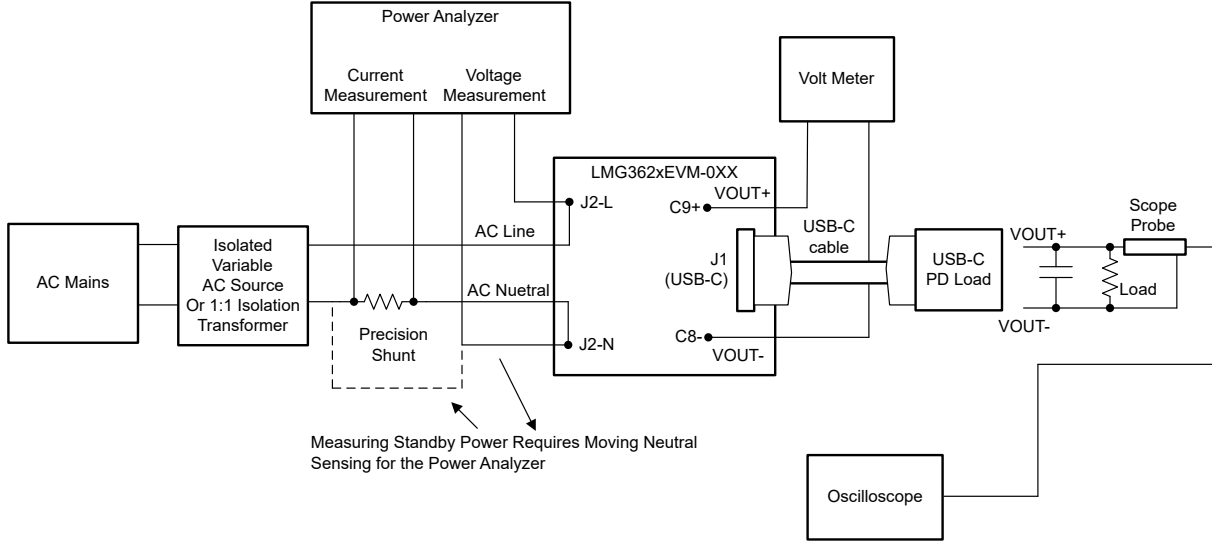 Power Analyzer
Current
Measurement
Voltage
Measurement
Volt Meter
LMG362xEVM-0XX
J2-L
C9+
VOUT+
AC Mains
Isolated
Variable
AC Source
Or 1:1 Isolation
Transformer
AC Line
AC Nuetral
Precision
Shunt
J2-N
J1
(USB-C)
C8-
VOUT-
USB-C
cable
USB-C
PD Load
VOUT+
Load
VOUT-
Scope
Probe
Measuring Standby Power Requires Moving Neutral
Sensing for the Power Analyzer
Oscilloscope